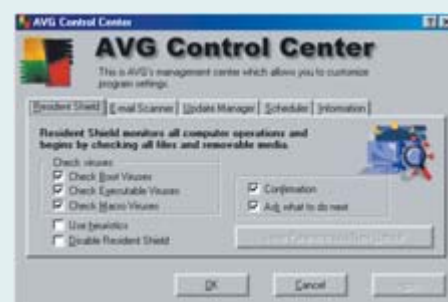 AVG Control Center
AVG Control Center
This is AVG's management center which allows you to customize
program settings.
Resident Shield E-mail Scanner Update Manager Scheduler Information
Resident Shield monitors all computer operations and
begins by checking all files and removable media.
Check viruses
Check Boot Viruses
Check Executable Viruses
Check Macro Viruses
Confirmation
Ask what to do next
Use heuristics
Disable Resident Shield
OK Cancel